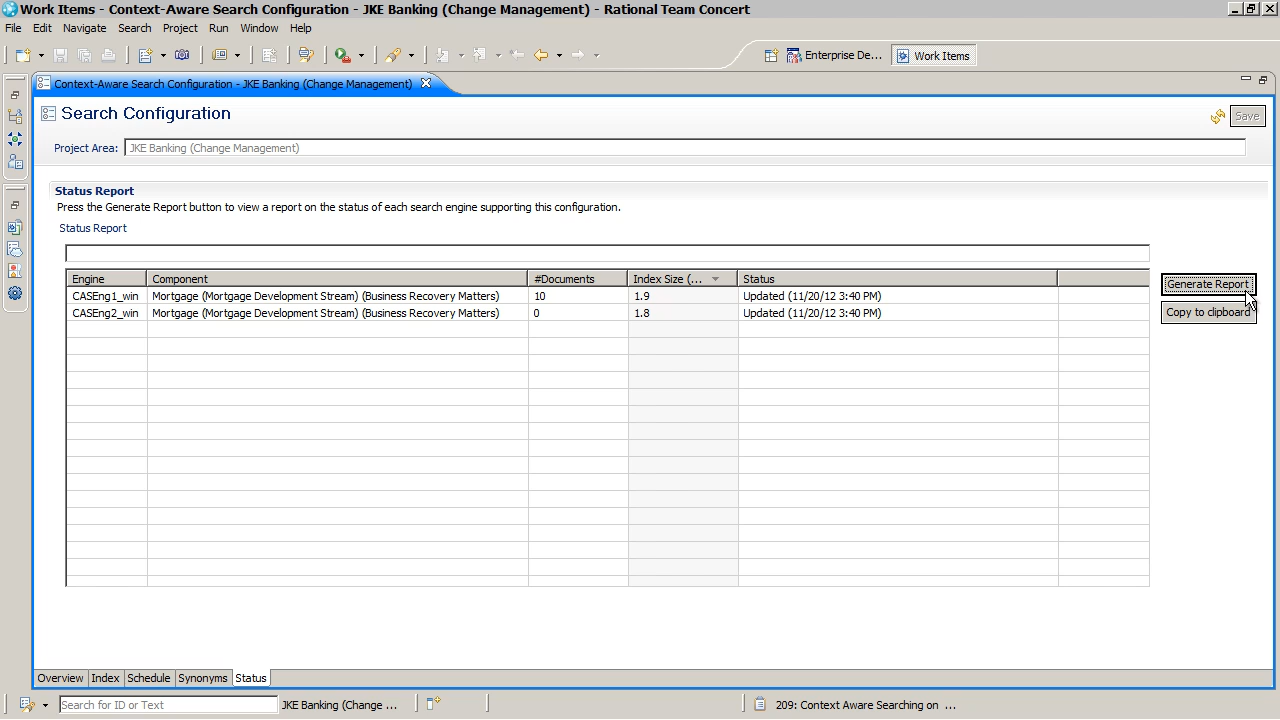 Work Items - Context-Aware Search Configuration - JKE Banking (Change Management) - Rational Team Concert
File Edit Navigate Search Project Run Window Help
Enterprise De... Work Items
Context-Aware Search Configuration - JKE Banking (Change Management)
Search Configuration
Save
Project Area: JKE Banking (Change Management)
Status Report
Press the Generate Report button to view a report on the status of each search engine supporting this configuration.
Status Report
Engine Component #Documents Index Size (... Status
Generate Report
CASEng1_win Mortgage (Mortgage Development Stream) (Business Recovery Matters) 10 1.9 Updated (11/20/12 3:40 PM)
CASEng2_win Mortgage (Mortgage Development Stream) (Business Recovery Matters) 0 1.8 Updated (11/20/12 3:40 PM)
Copy to clipboard
Overview Index Schedule Synonyms Status
Search for ID or Text JKE Banking (Change ... 209: Context Aware Searching on ...